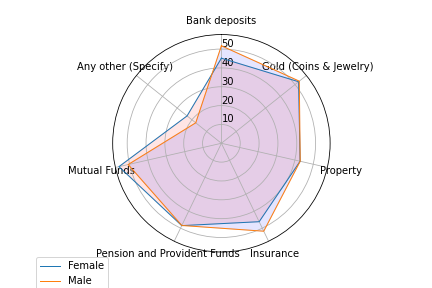 Bank deposits
50
Any other (Specify)
Gold (Coins & Jewelry)
40
30
20
10
Mutual Funds
Property
Pension and Provident Funds
Insurance
Female
Male